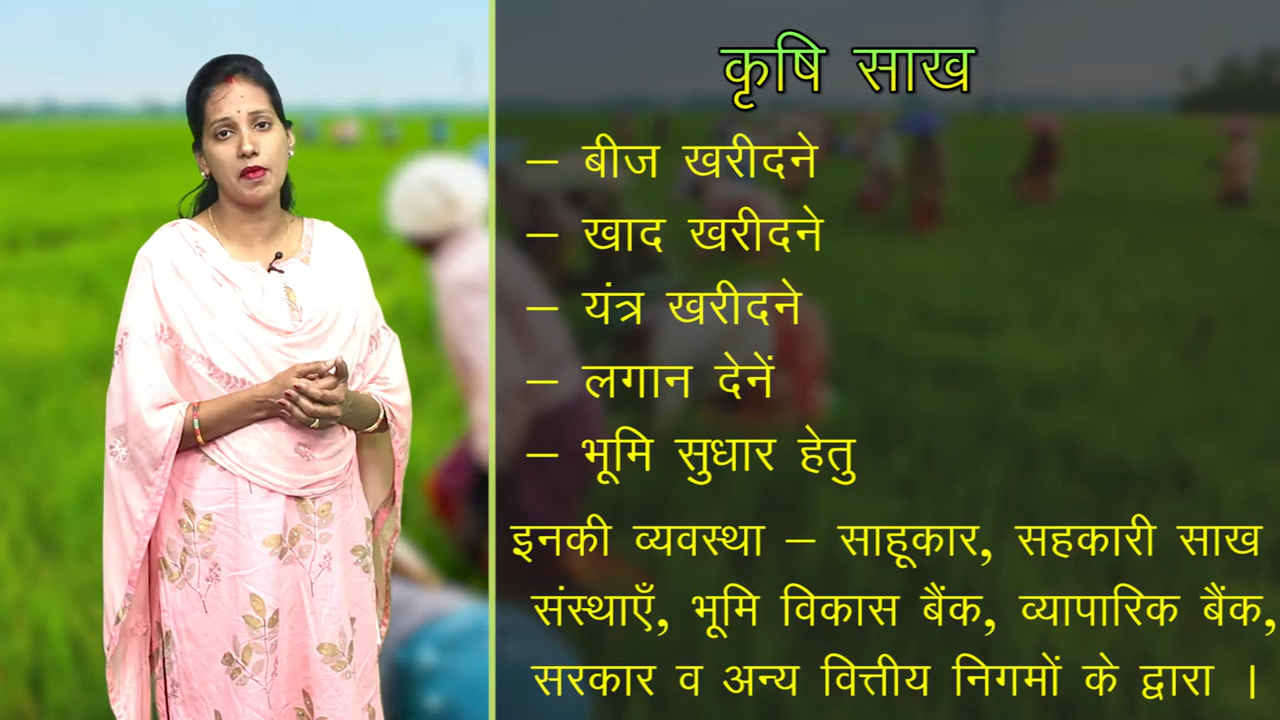 कृषि साख
– बीज खरीदने
– खाद खरीदने
– यंत्र खरीदने
– लगान देनें
– भूमि सुधार हेतु
इनकी व्यवस्था – साहूकार, सहकारी साख
संस्थाएँ, भूमि विकास बैंक, व्यापारिक बैंक,
सरकार व अन्य वित्तीय निगमों के द्वारा ।